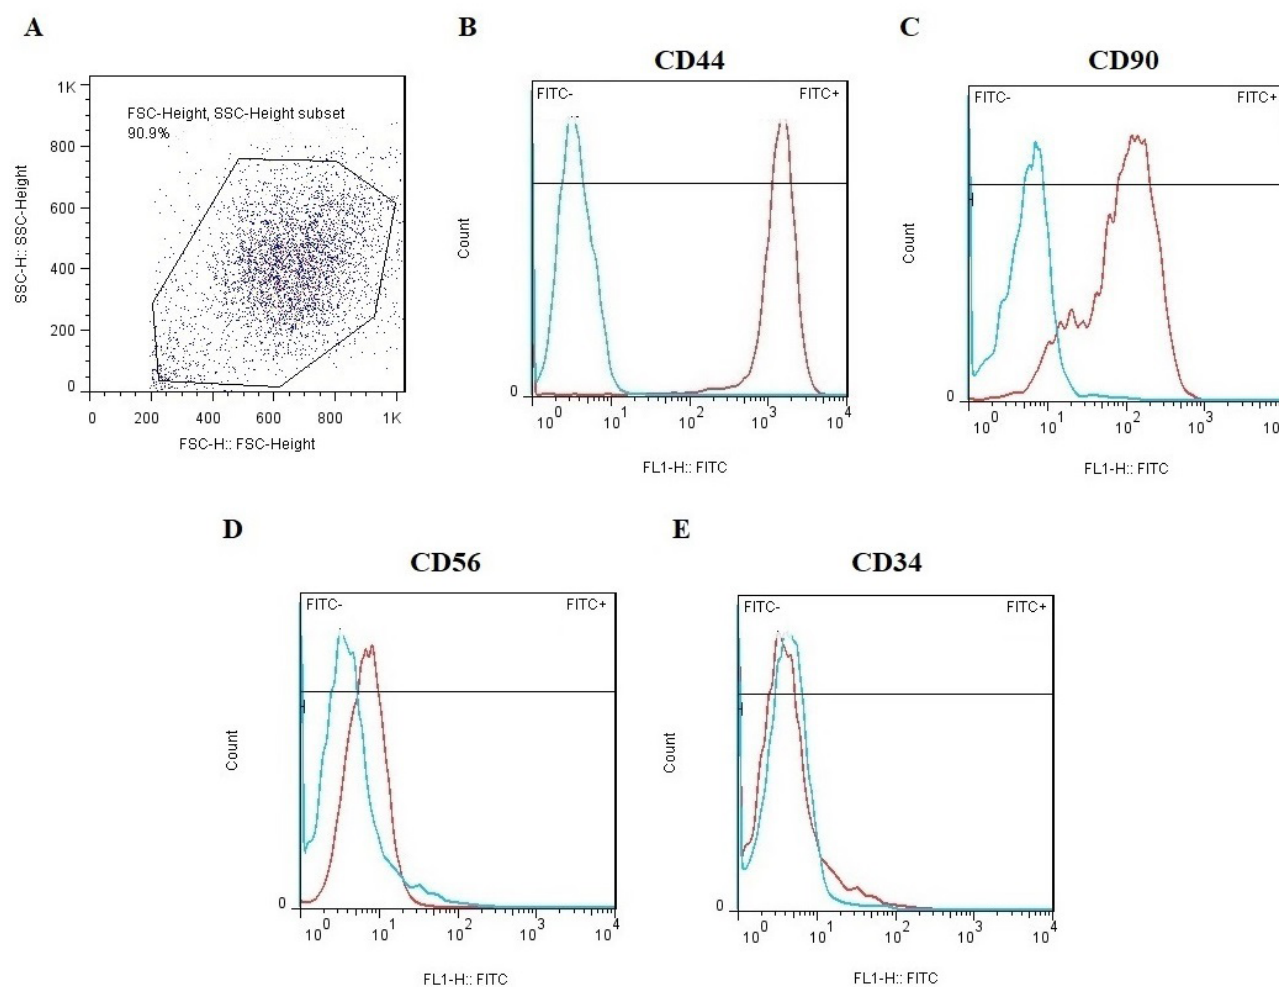 A
FSC-Height, SSC-Height subset
90.9%
1K
800
600
400
200
0
SSC-H:: SSC-Height
0 200 400 600 800 1K
FSC-H:: FSC-Height
B
CD44
FITC- FITC+
Count
0
10^0 10^1 10^2 10^3 10^4
FL1-H:: FITC
C
CD90
FITC- FITC+
Count
0
10^0 10^1 10^2 10^3
FL1-H:: FITC
D
CD56
FITC- FITC+
Count
0
10^0 10^1 10^2 10^3 10^4
FL1-H:: FITC
E
CD34
FITC- FITC+
Count
0
10^0 10^1 10^2 10^3 10^4
FL1-H:: FITC